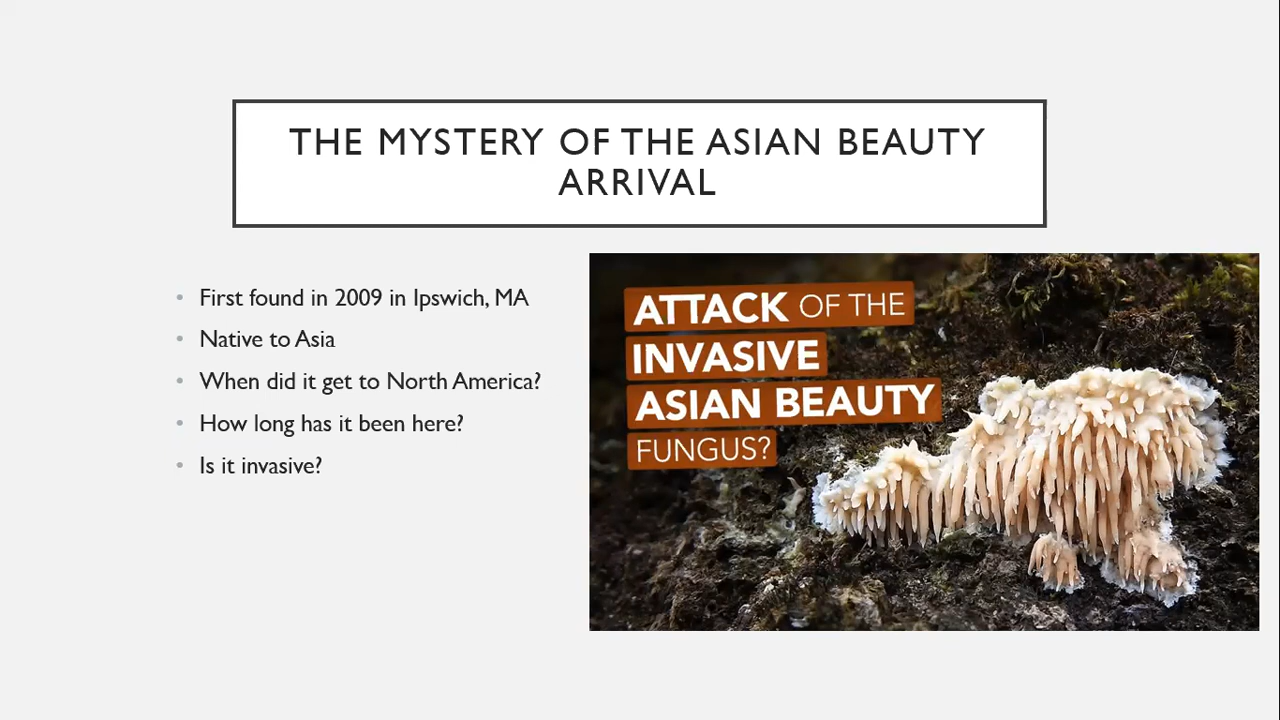 THE MYSTERY OF THE ASIAN BEAUTY
ARRIVAL
• First found in 2009 in Ipswich, MA
• Native to Asia
• When did it get to North America?
• How long has it been here?
• Is it invasive?
ATTACK OF THE
INVASIVE
ASIAN BEAUTY
FUNGUS?